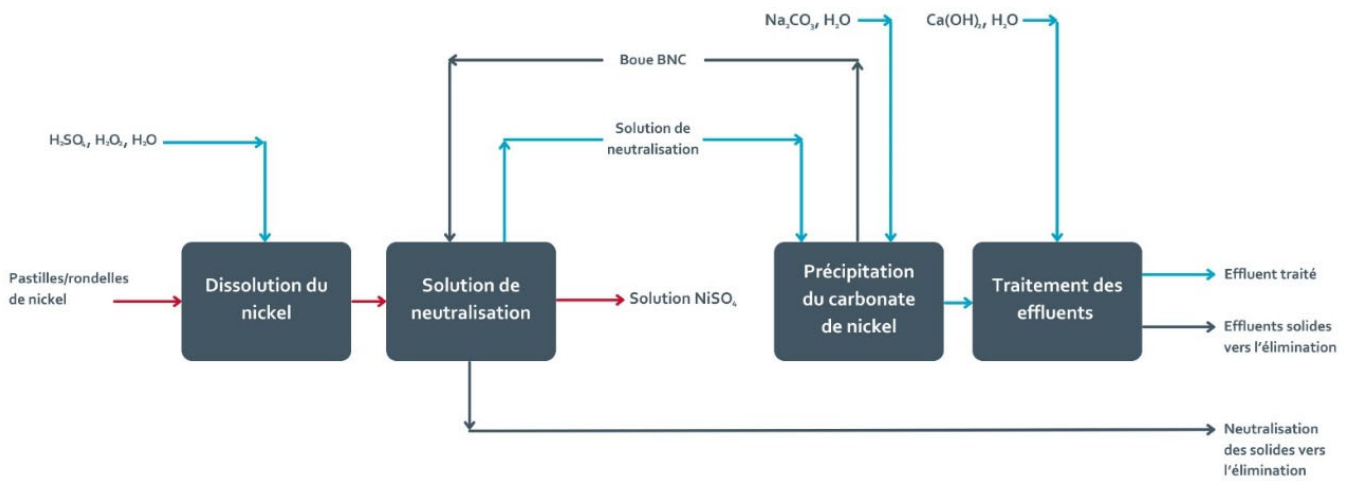 Na₂CO₃, H₂O
Ca(OH)₂, H₂O
Boue BNC
H₂SO₄, H₂O₂, H₂O
Solution de
neutralisation
Pastilles/rondelles
de nickel
Dissolution du
nickel
Solution de
neutralisation
Solution NiSO₄
Précipitation
du carbonate
de nickel
Traitement des
effluents
Effluent traité
Effluents solides
vers l'élimination
Neutralisation
des solides vers
l'élimination